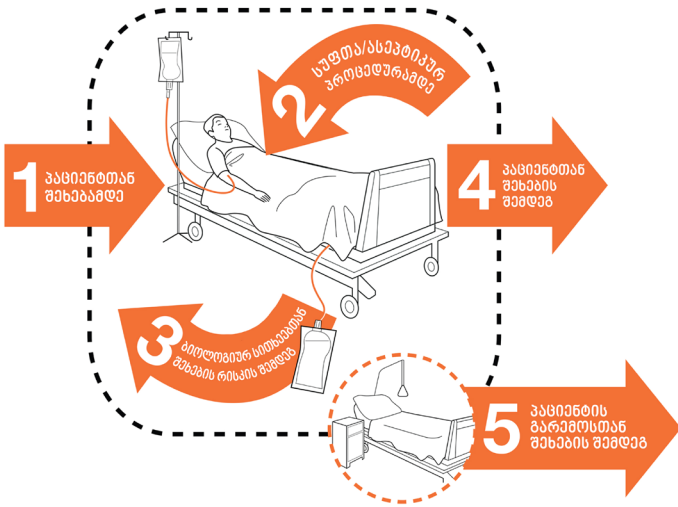 1 პაციენტთან
შეხებამდე
2 სუფთა/ასეპტიკურ
პროცედურამდე
3 ბიოლოგიურ სითხეებთან
შეხების რისკის შემდეგ
4 პაციენტთან
შეხების
შემდეგ
5 პაციენტის
გარემოსთან
შეხების შემდეგ